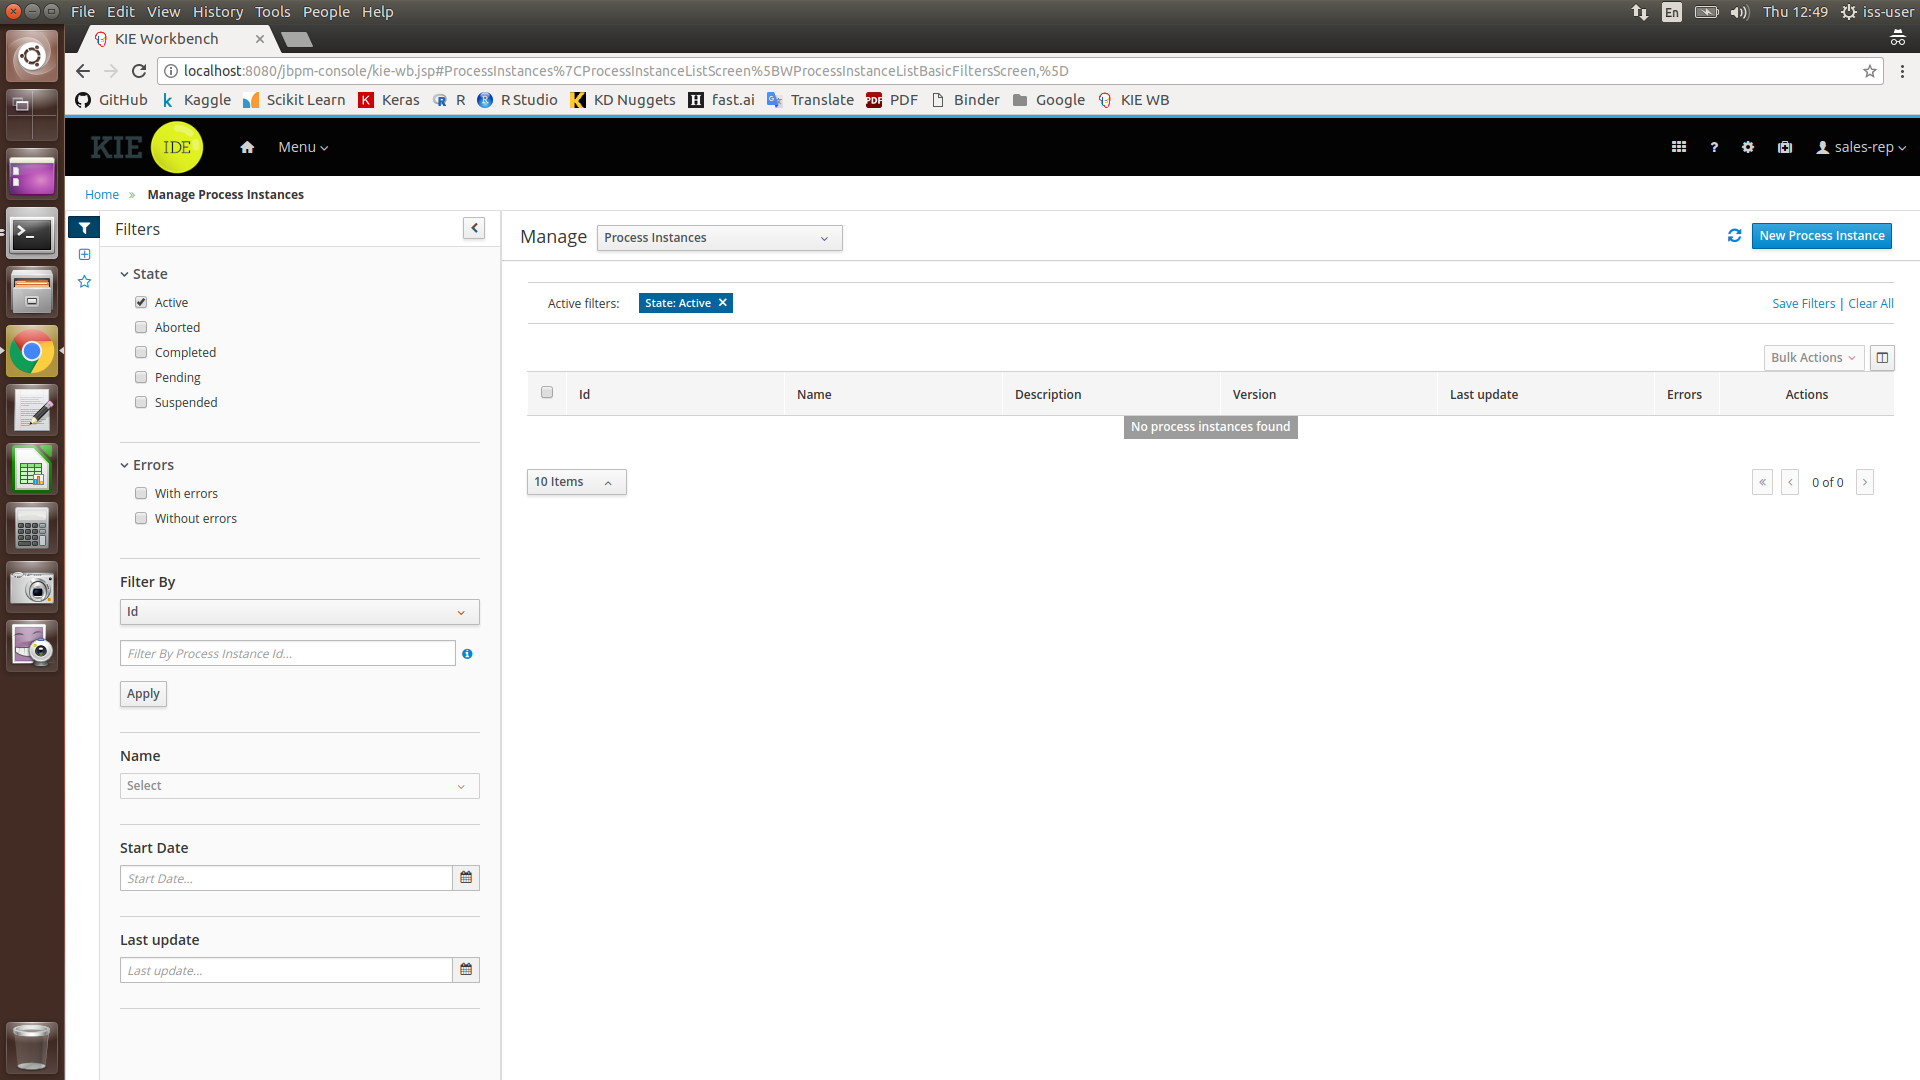 File Edit View History Tools People Help
En
Thu 12:49
iss-user
KIE Workbench
localhost:8080/jbpm-console/kie-wb.jsp#ProcessInstances%7CProcessInstanceListScreen%5BWProcessInstanceListBasicFiltersScreen,%5D
GitHub
Kaggle
Scikit Learn
Keras
R
R Studio
KD Nuggets
fast.ai
Translate
PDF
Binder
Google
KIE WB
KIE IDE
Menu
sales-rep
Home » Manage Process Instances
Filters
Manage Process Instances
New Process Instance
State
Active
Aborted
Completed
Pending
Suspended
Active filters: State: Active
Save Filters | Clear All
Bulk Actions
Id Name Description Version Last update Errors Actions
No process instances found
10 Items
0 of 0
Errors
With errors
Without errors
Filter By
Id
Filter By Process Instance Id...
Apply
Name
Select
Start Date
Start Date...
Last update
Last update...